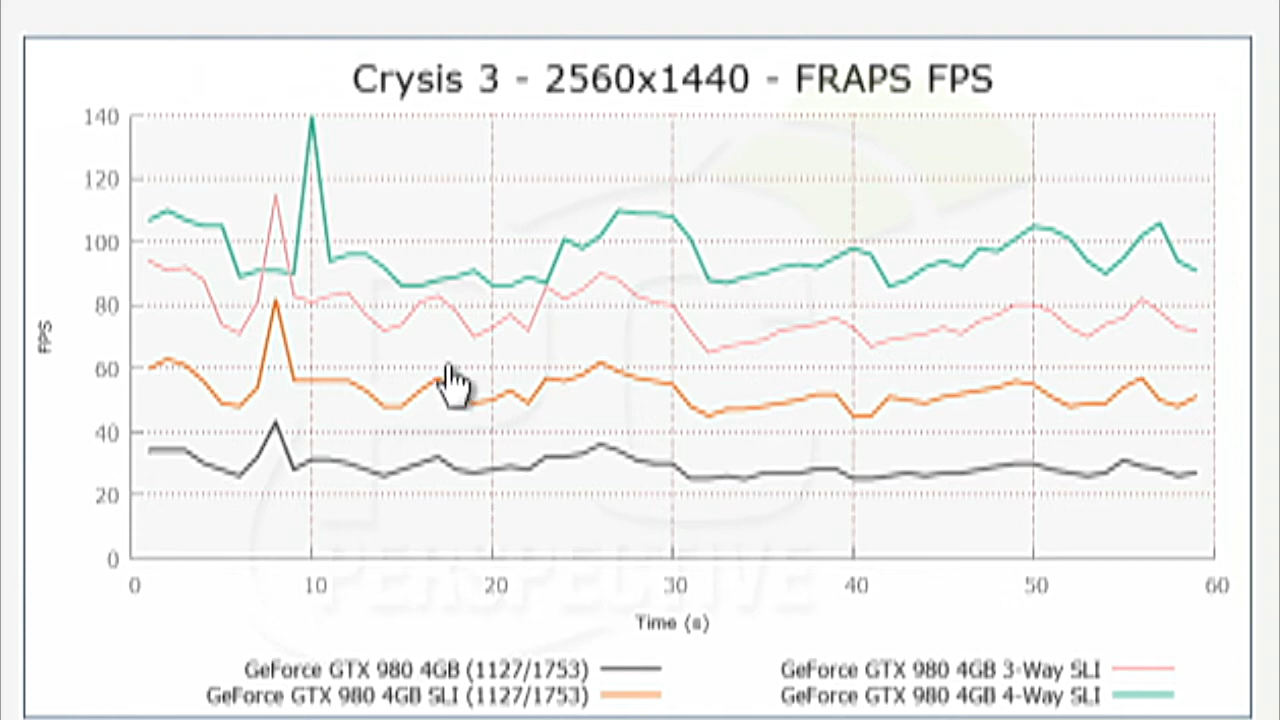 Crysis 3 - 2560x1440 - FRAPS FPS
140
120
100
80
60
40
20
0
FPS
0 10 20 30 40 50 60
Time (s)
PERSPECTIVE
GeForce GTX 980 4GB (1127/1753)
GeForce GTX 980 4GB 3-Way SLI
GeForce GTX 980 4GB SLI (1127/1753)
GeForce GTX 980 4GB 4-Way SLI